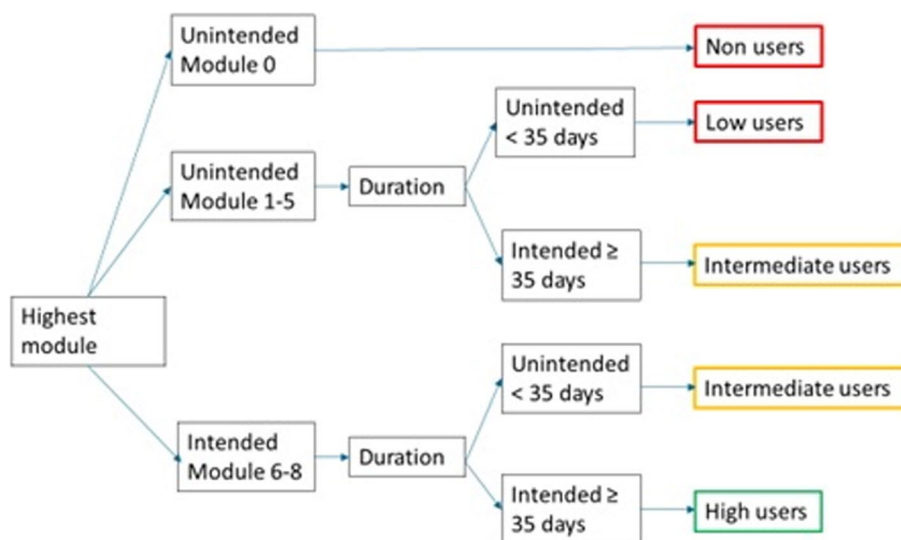 Unintended
Module 0
Non users
Unintended
< 35 days
Low users
Unintended
Module 1-5
Duration
Intended ≥
35 days
Intermediate users
Highest
module
Unintended
< 35 days
Intermediate users
Intended
Module 6-8
Duration
Intended ≥
35 days
High users